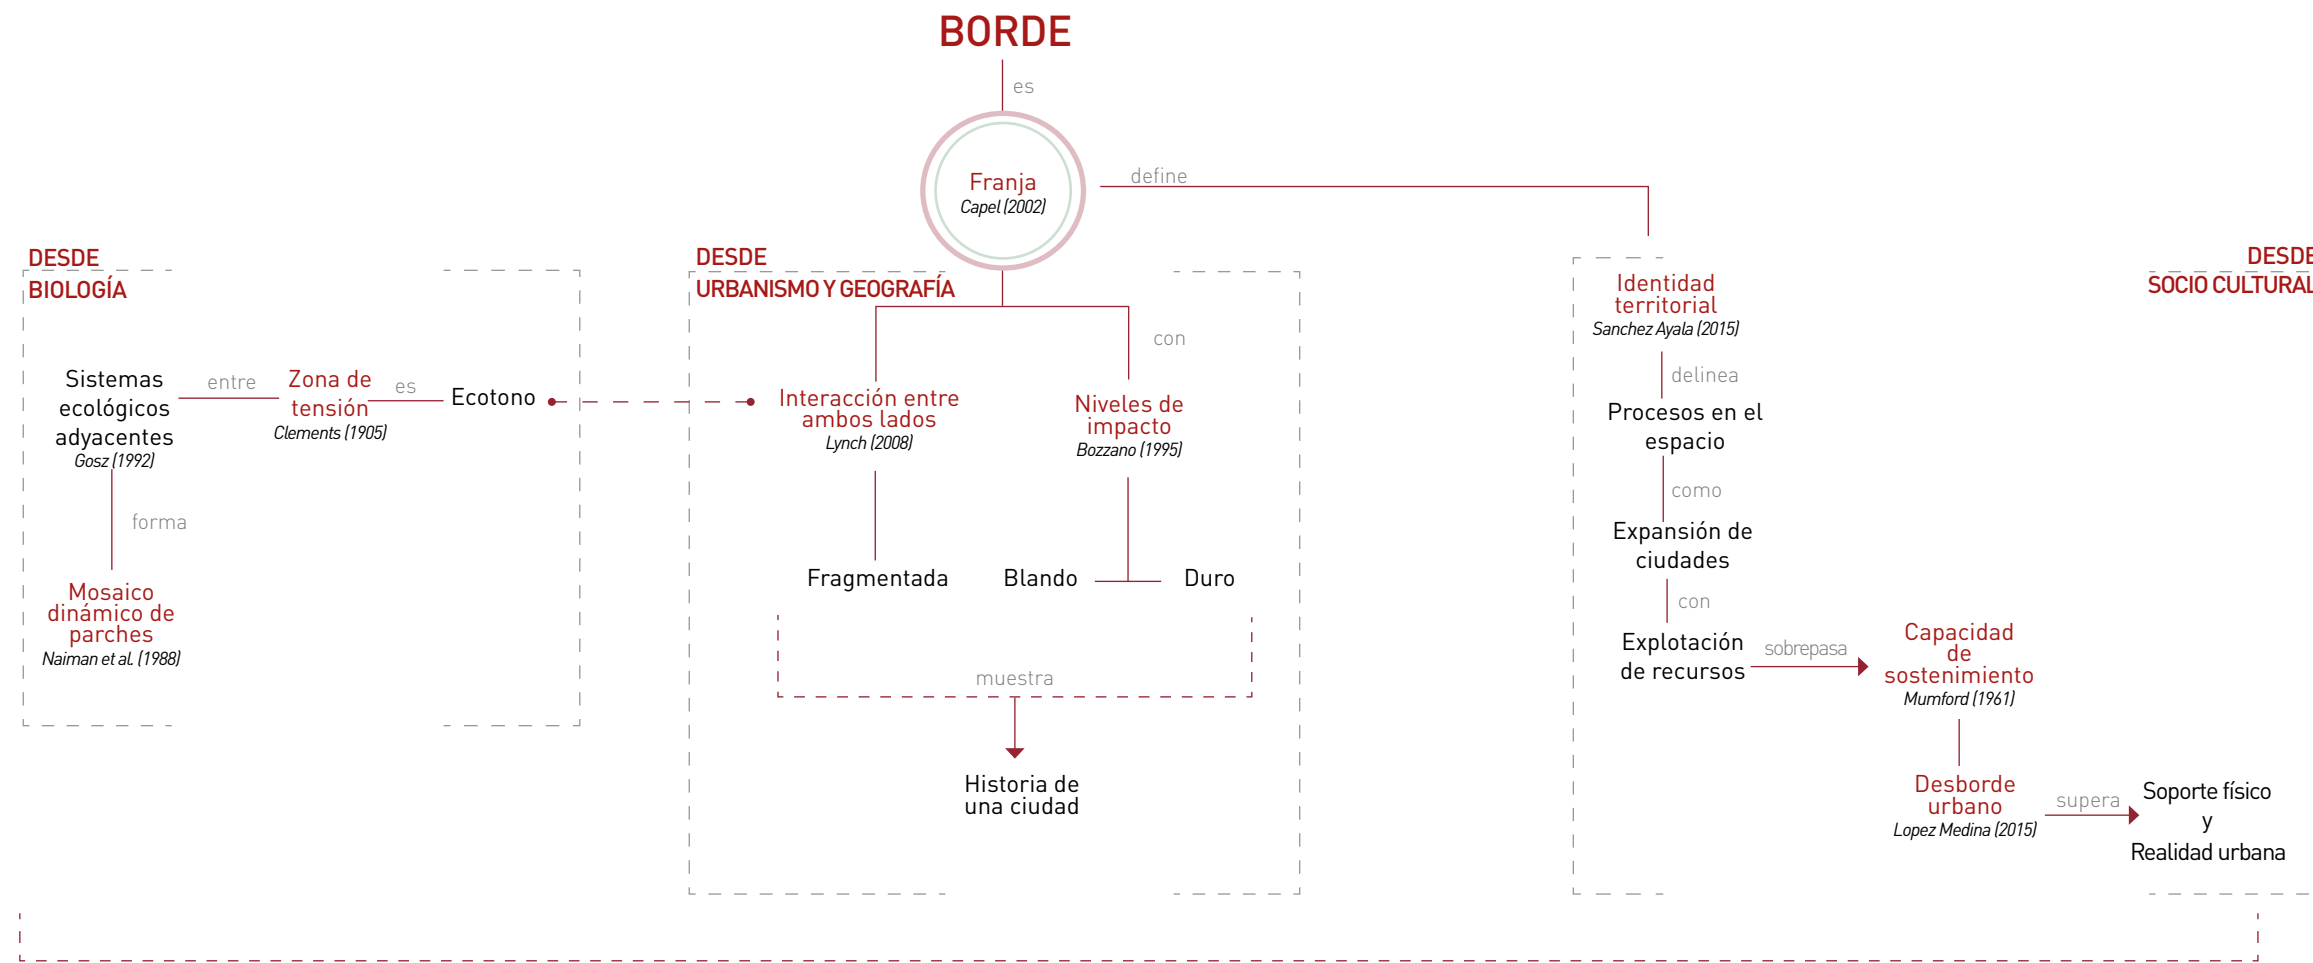 BORDE
es
Franja
Capel (2002)
define
DESDE
BIOLOGÍA
Sistemas
ecológicos
adyacentes
Gosz (1992)
entre
Zona de
tensión
Clements (1905)
es
Ecotono
forma
Mosaico
dinámico de
parches
Naiman et al. (1988)
DESDE
URBANISMO Y GEOGRAFÍA
con
Interacción entre
ambos lados
Lynch (2008)
Niveles de
impacto
Bozzano (1995)
Fragmentada
Blando
Duro
muestra
Historia de
una ciudad
DESDE
SOCIO CULTURAL
Identidad
territorial
Sanchez Ayala (2015)
delinea
Procesos en el
espacio
como
Expansión de
ciudades
con
Explotación
de recursos
sobrepasa
Capacidad
de
sostenimiento
Mumford (1961)
Desborde
urbano
Lopez Medina (2015)
supera
Soporte físico
y
Realidad urbana